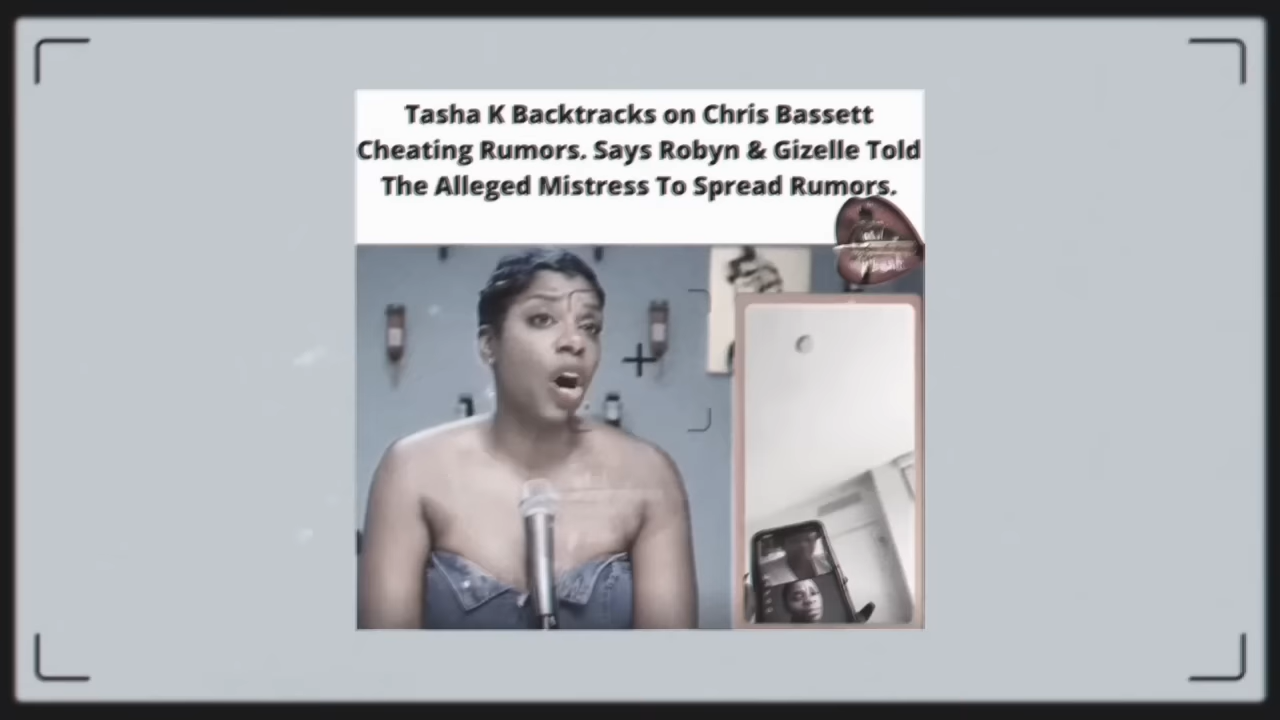 Tasha K Backtracks on Chris Bassett
Cheating Rumors. Says Robyn & Gizelle Told
The Alleged Mistress To Spread Rumors.